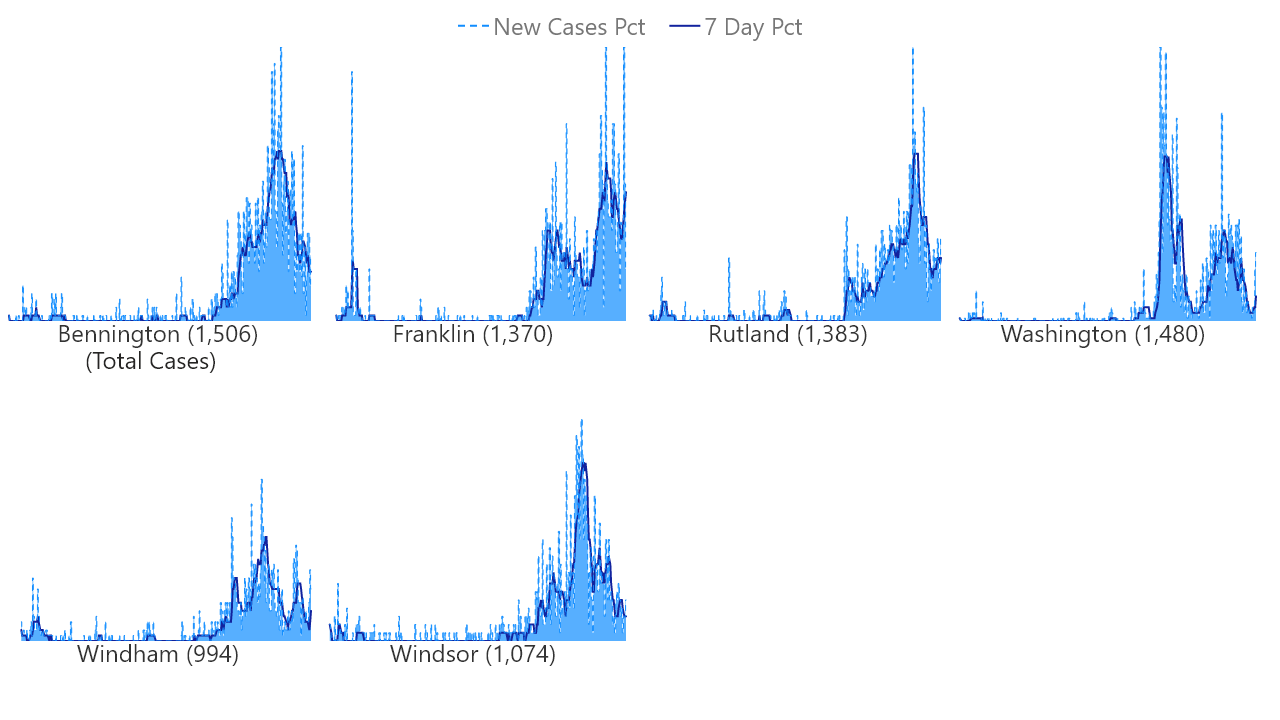 New Cases Pct 7 Day Pct
Bennington (1,506) Franklin (1,370) Rutland (1,383) Washington (1,480)
(Total Cases)
Windham (994) Windsor (1,074)